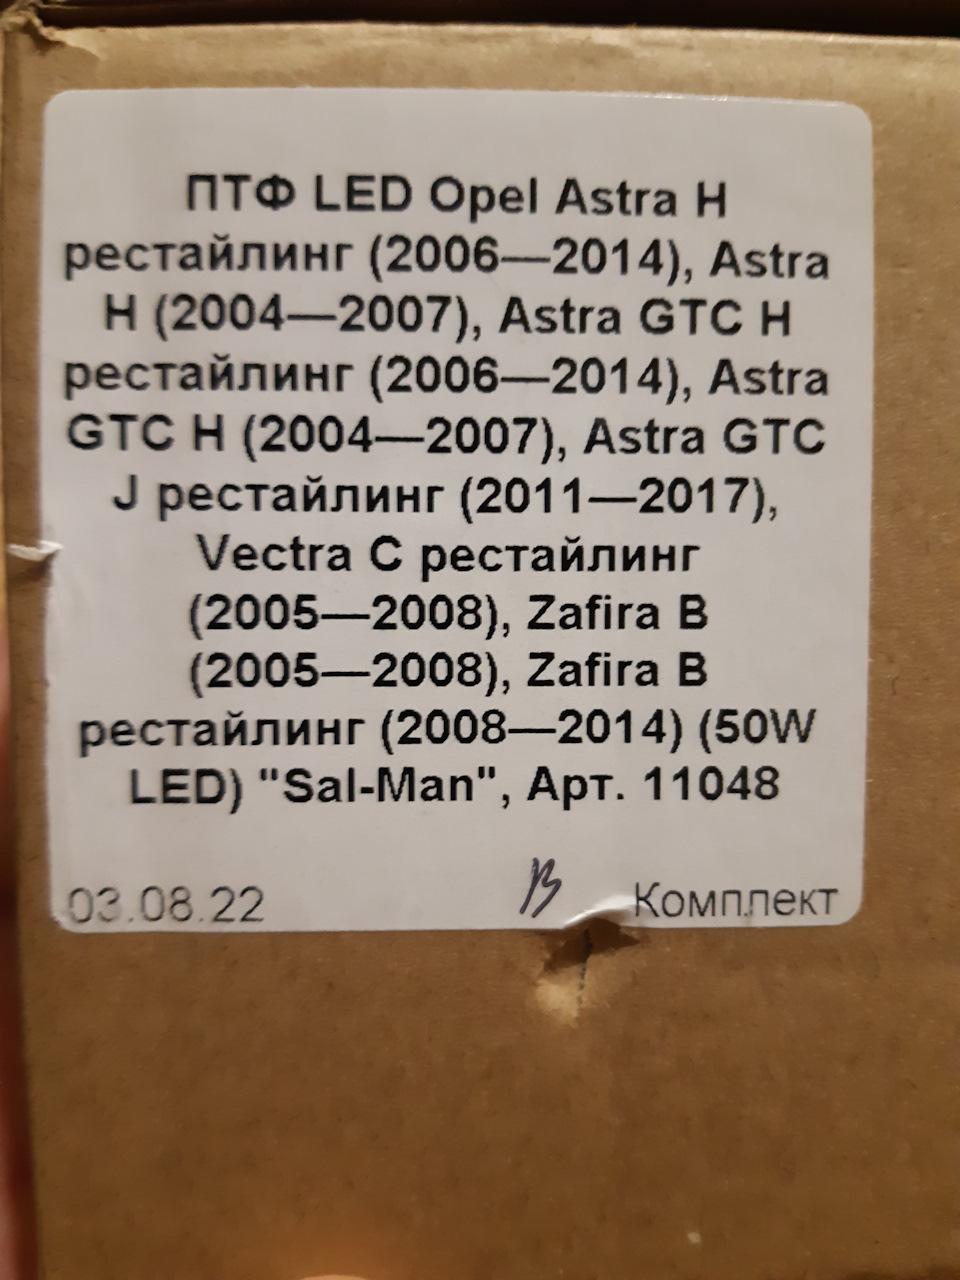 ПТФ LED Opel Astra H
рестайлинг (2006—2014), Astra
H (2004—2007), Astra GTC H
рестайлинг (2006—2014), Astra
GTC H (2004—2007), Astra GTC
J рестайлинг (2011—2017),
Vectra C рестайлинг
(2005—2008), Zafira B
(2005—2008), Zafira B
рестайлинг (2008—2014) (50W
LED) "Sal-Man", Арт. 11048
03.08.22 Комплект